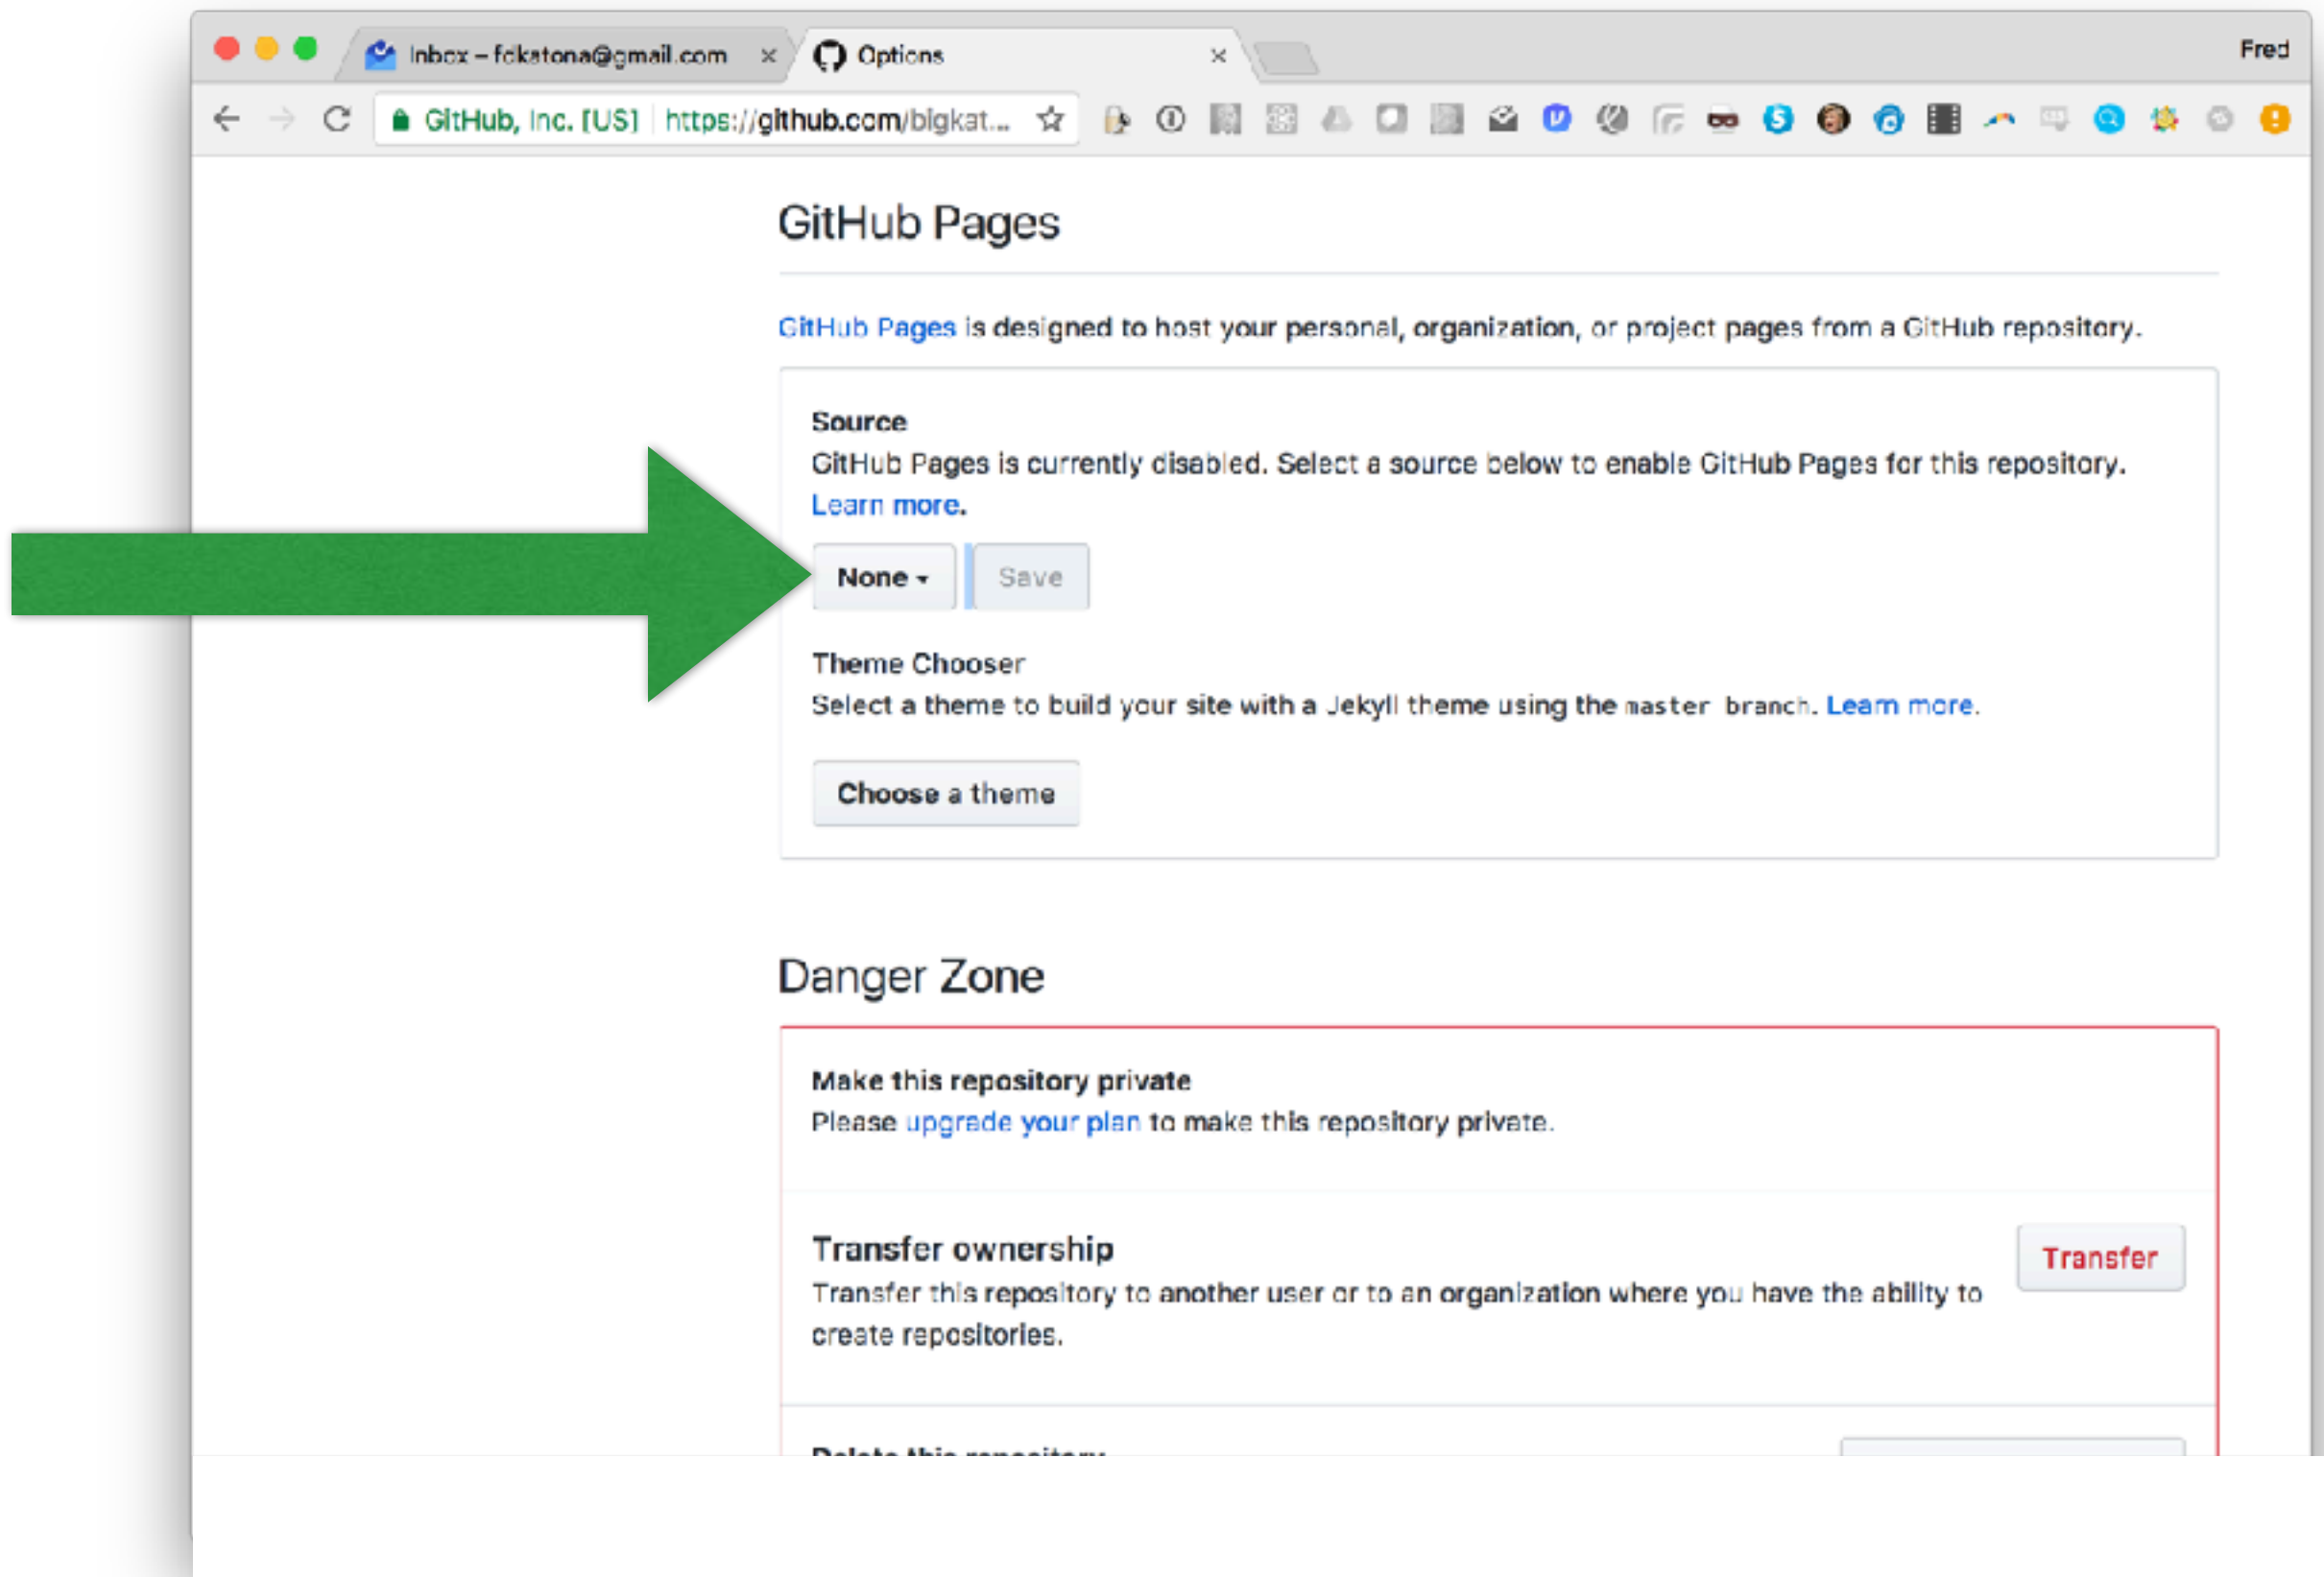 Inbox – fdkatona@gmail.com
Options
Fred
GitHub, Inc. [US] https://github.com/bigkat...
GitHub Pages
GitHub Pages is designed to host your personal, organization, or project pages from a GitHub repository.
Source
GitHub Pages is currently disabled. Select a source below to enable GitHub Pages for this repository.
Learn more.
None
Save
Theme Chooser
Select a theme to build your site with a Jekyll theme using the master branch. Learn more.
Choose a theme
Danger Zone
Make this repository private
Please upgrade your plan to make this repository private.
Transfer ownership
Transfer
Transfer this repository to another user or to an organization where you have the ability to
create repositories.
Delete this repository